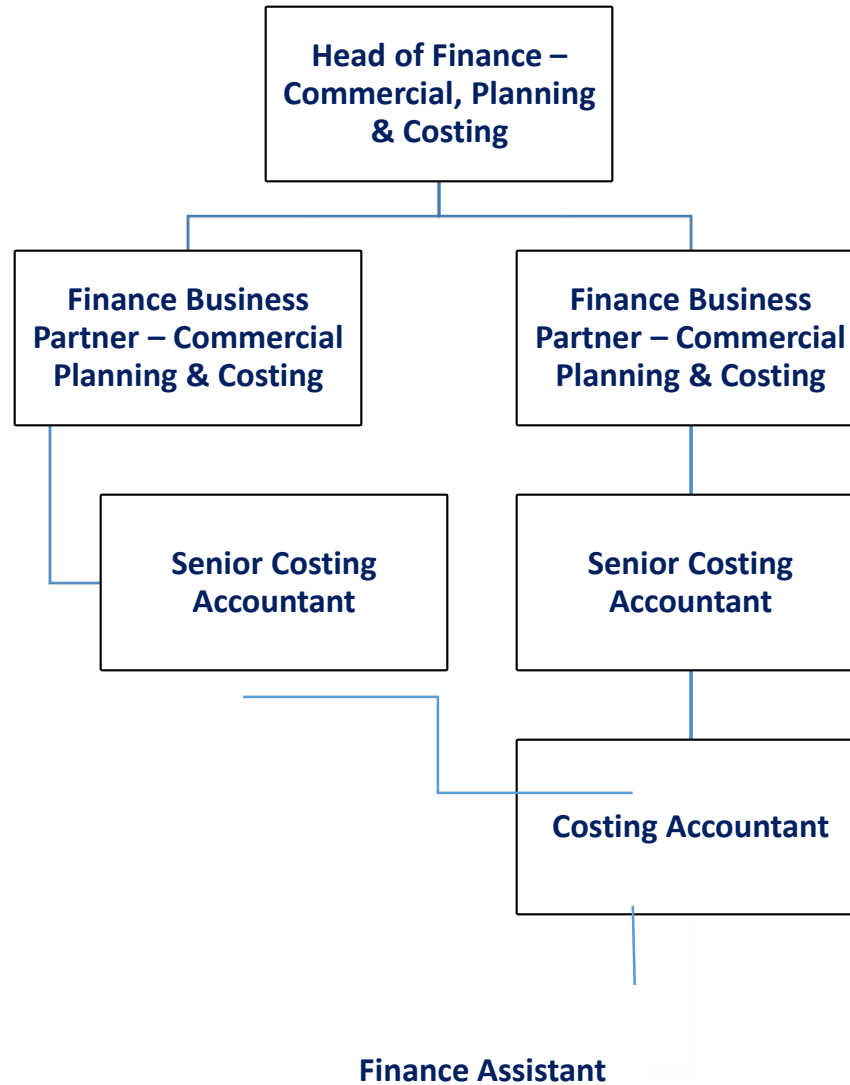 Head of Finance –
Commercial, Planning
& Costing
Finance Business
Partner – Commercial
Planning & Costing
Finance Business
Partner – Commercial
Planning & Costing
Senior Costing
Accountant
Senior Costing
Accountant
Costing Accountant
Finance Assistant